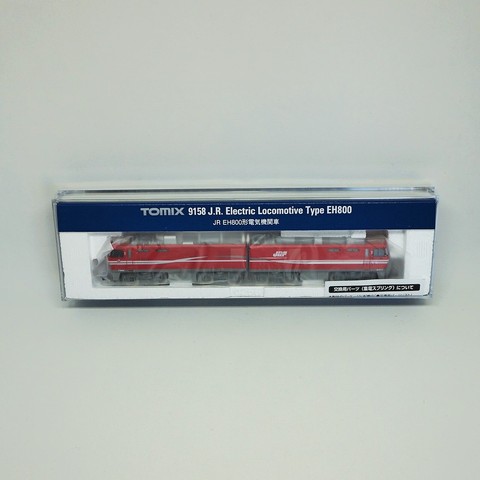 TOMIX 9158 J.R. Electric Locomotive Type EH800
JR EH800形電気機関車
交換用パーツ（集電スプリング）について